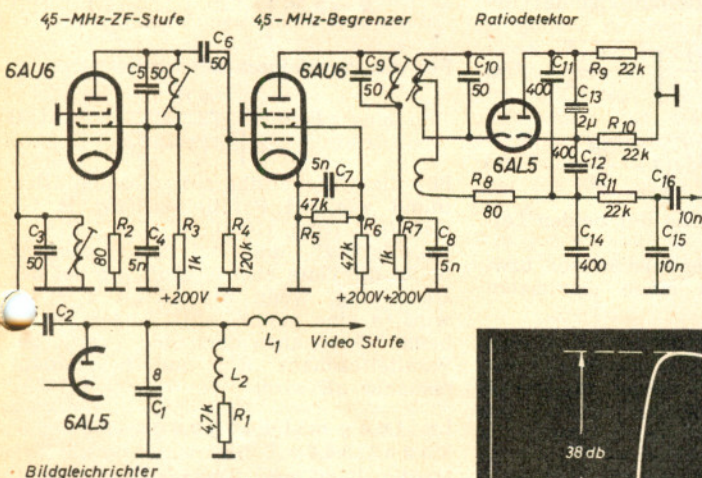 4,5-MHz-ZF-Stufe
4,5-MHz-Begrenzer
Ratiodetektor
6AU6
C5
50
C6
50
6AU6
C9
50
C10
50
C11
400
R9
22k
C13
2µ
6AL5
R10
22k
400
C12
C3
50
R2
80
C4
5n
R3
1k
+200V
R4
120k
5n
C7
47k
R5
R6
47k
+200V
R7
1k
+200V
C8
5n
R8
80
R11
22k
C16
10n
C14
400
C15
10n
C2
6AL5
8
C1
L1
Video Stufe
L2
R1
4,7k
Bildgleichrichter
38 db